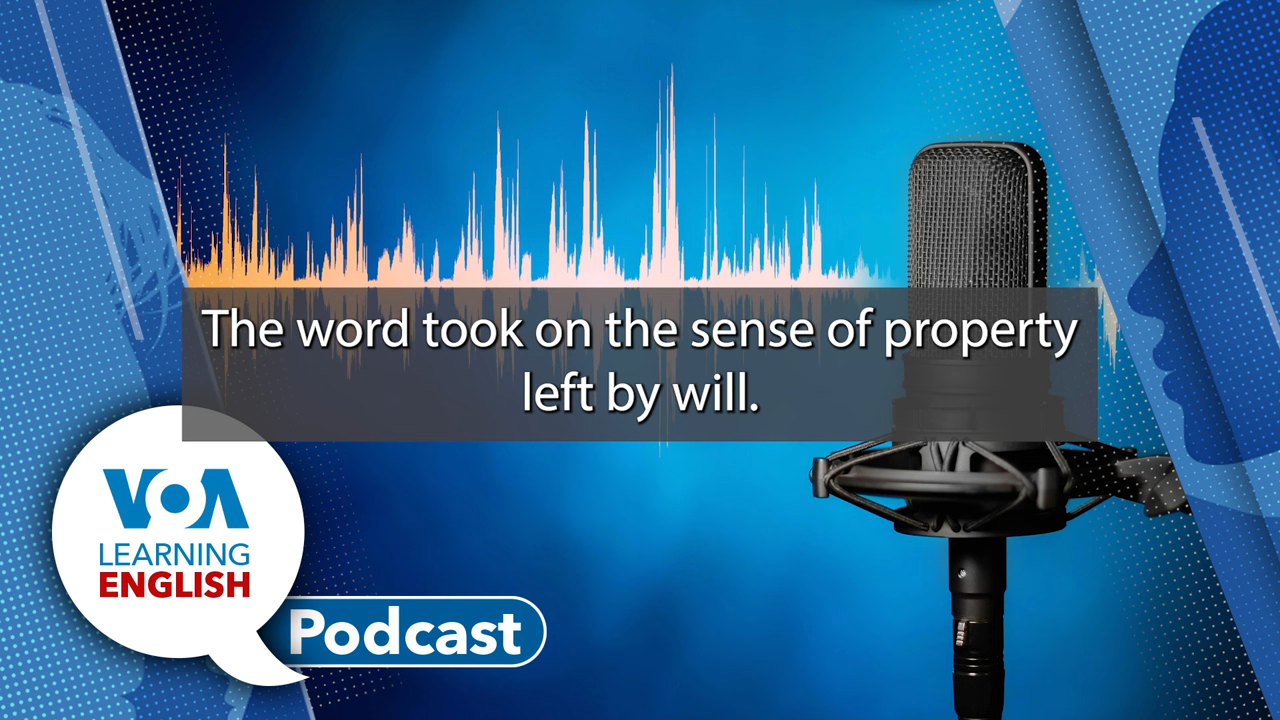 The word took on the sense of property
left by will.
VOA
LEARNING
ENGLISH
Podcast